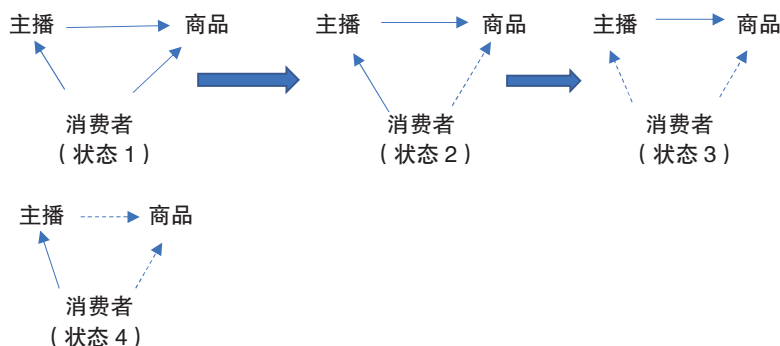 主播 商品 主播 商品 主播 商品
消费者 消费者 消费者
（状态 1） （状态 2） （状态 3）
主播 商品
消费者
（状态 4）